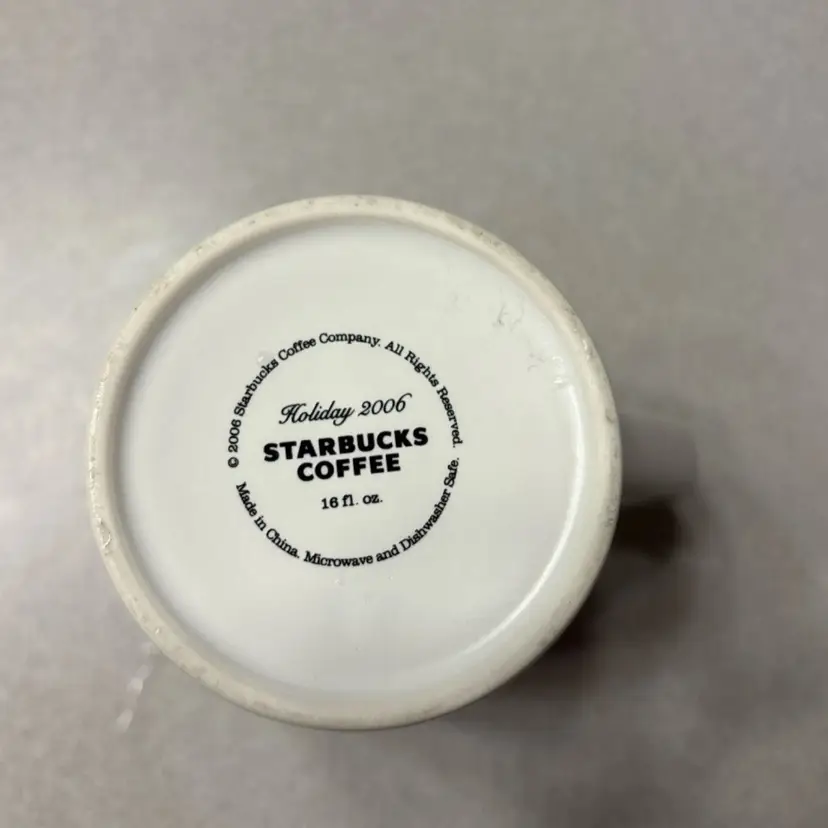 © 2006 Starbucks Coffee Company. All Rights Reserved.
Holiday 2006
STARBUCKS
COFFEE
16 fl. oz.
Made in China. Microwave and Dishwasher Safe.